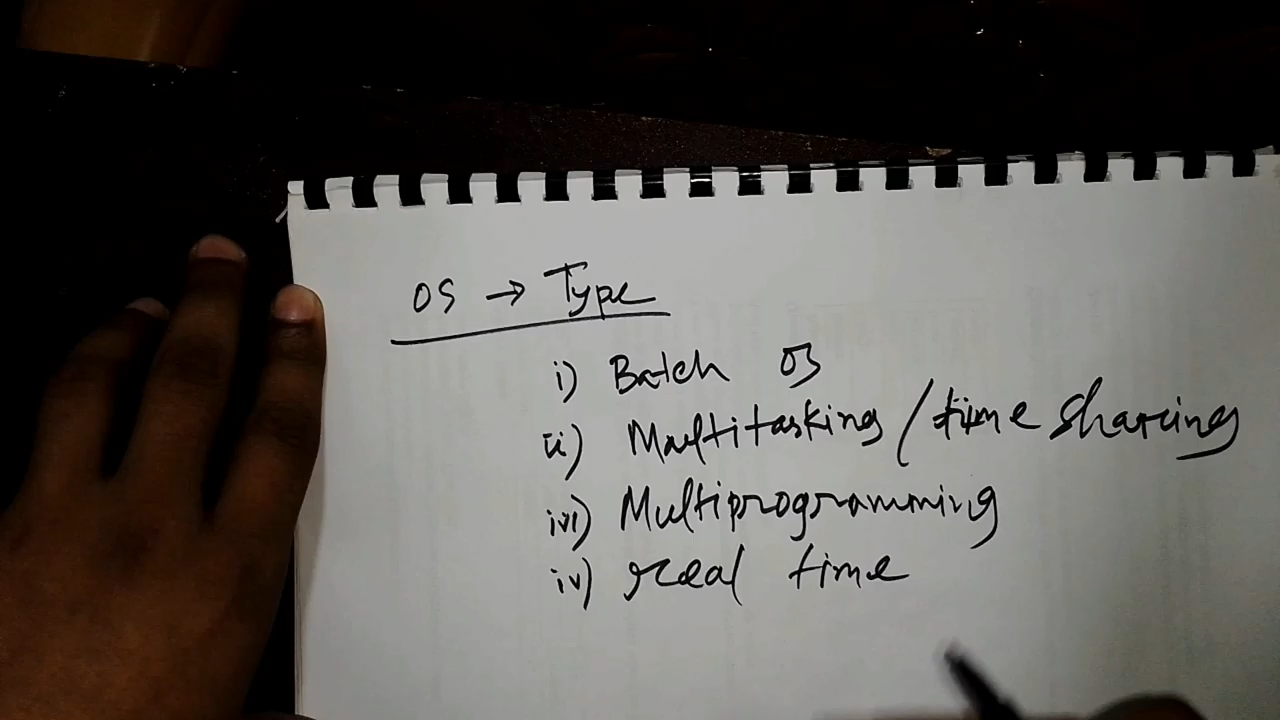 OS → Type
i) Batch OS
ii) Multitasking / time sharing
iii) Multiprogramming
iv) real time